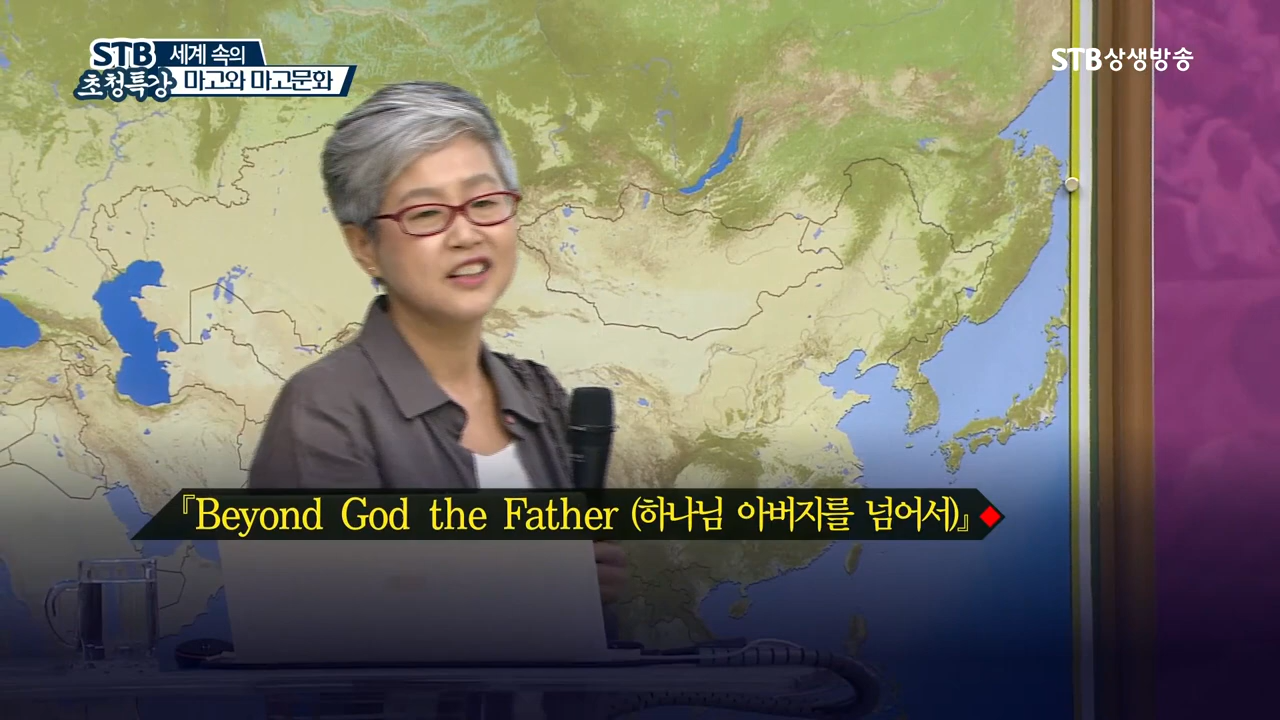 STB 세계 속의
초청특강 마고와 마고문화
STB상생방송
『Beyond God the Father (하나님 아버지를 넘어서)』